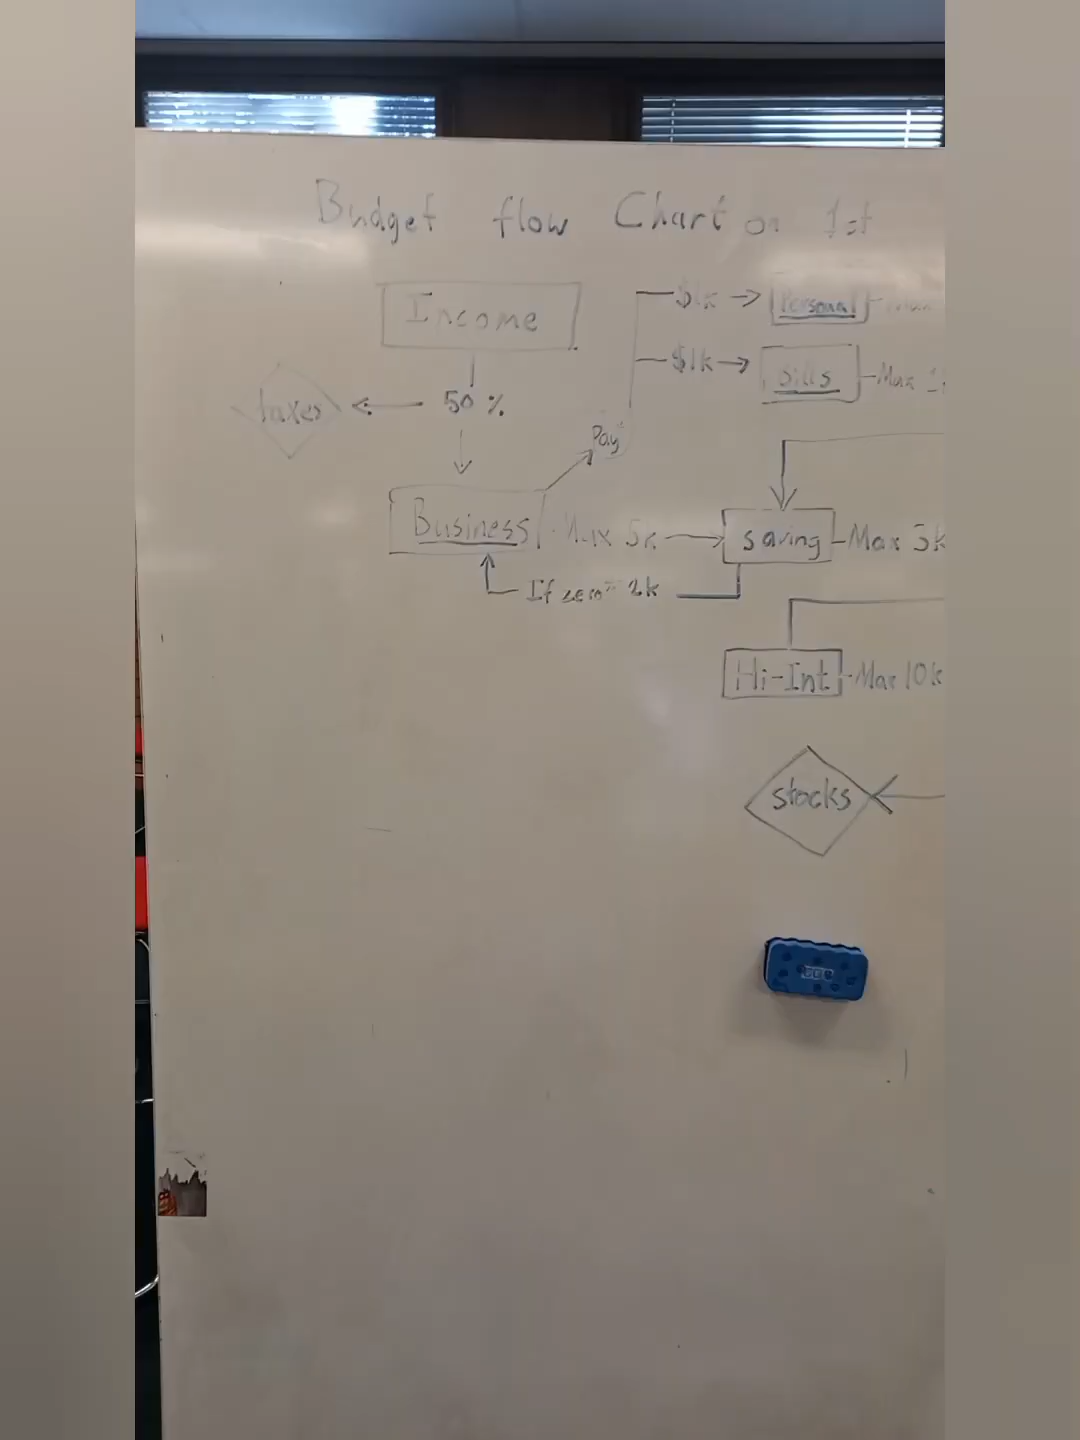 Budget flow Chart on 1st
Income
$1k
Personal
$1k
Bills
Max
taxes
50 %
Pay
Business
Max 5k
saving
Max 5k
If zero
Hi-Int
Max 10k
stocks